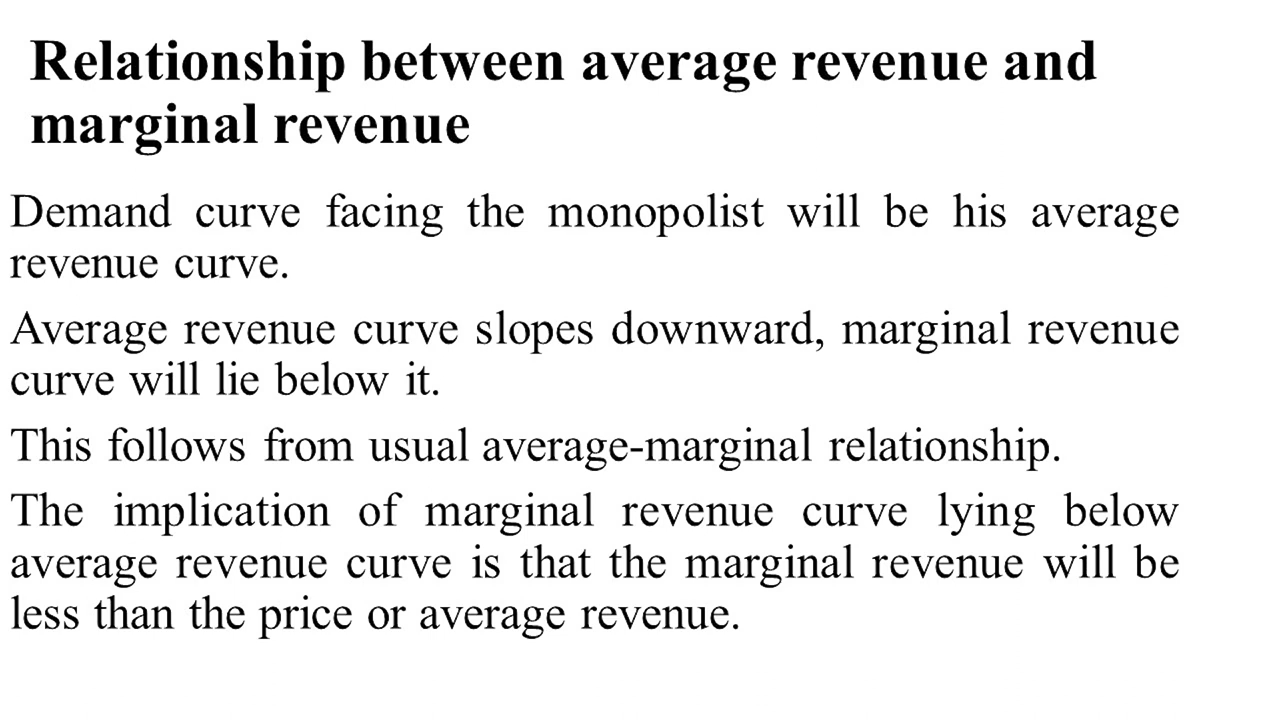 Relationship between average revenue and
marginal revenue
Demand curve facing the monopolist will be his average
revenue curve.
Average revenue curve slopes downward, marginal revenue
curve will lie below it.
This follows from usual average-marginal relationship.
The implication of marginal revenue curve lying below
average revenue curve is that the marginal revenue will be
less than the price or average revenue.